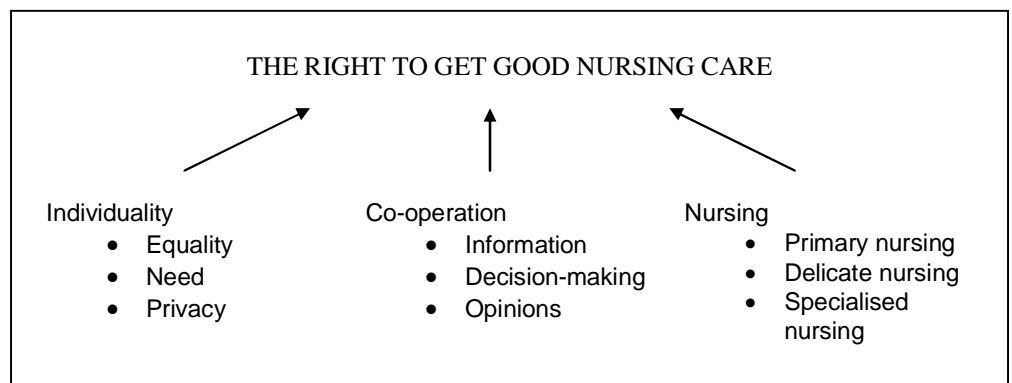 THE RIGHT TO GET GOOD NURSING CARE
Individuality
• Equality
• Need
• Privacy
Co-operation
• Information
• Decision-making
• Opinions
Nursing
• Primary nursing
• Delicate nursing
• Specialised
nursing